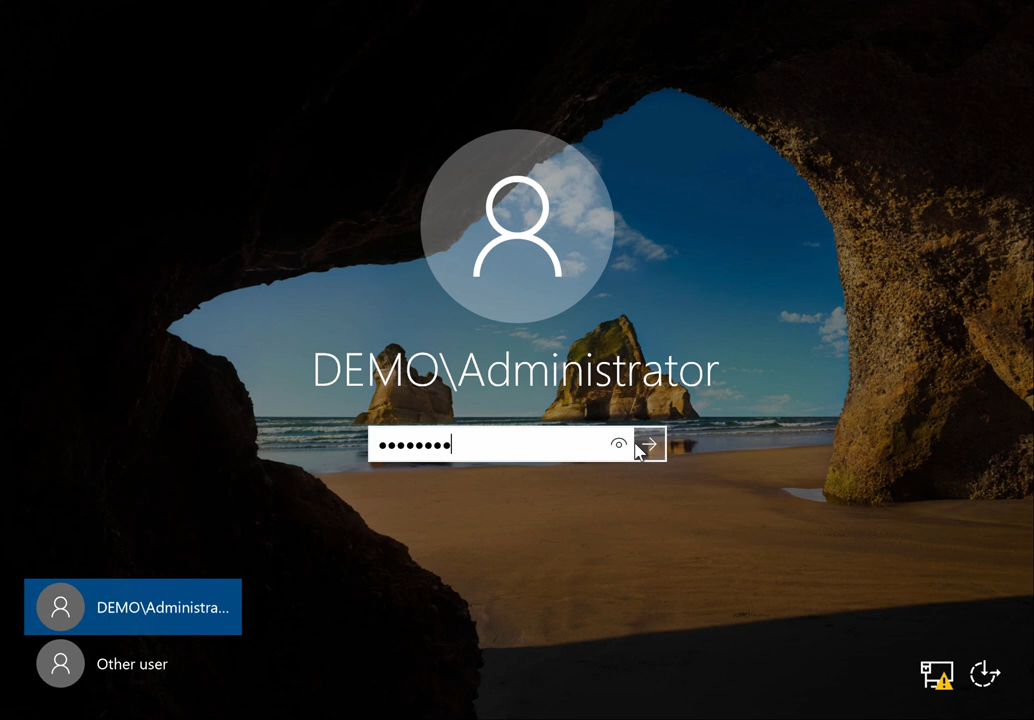 DEMO\Administrator
••••••••
DEMO\Administra...
Other user